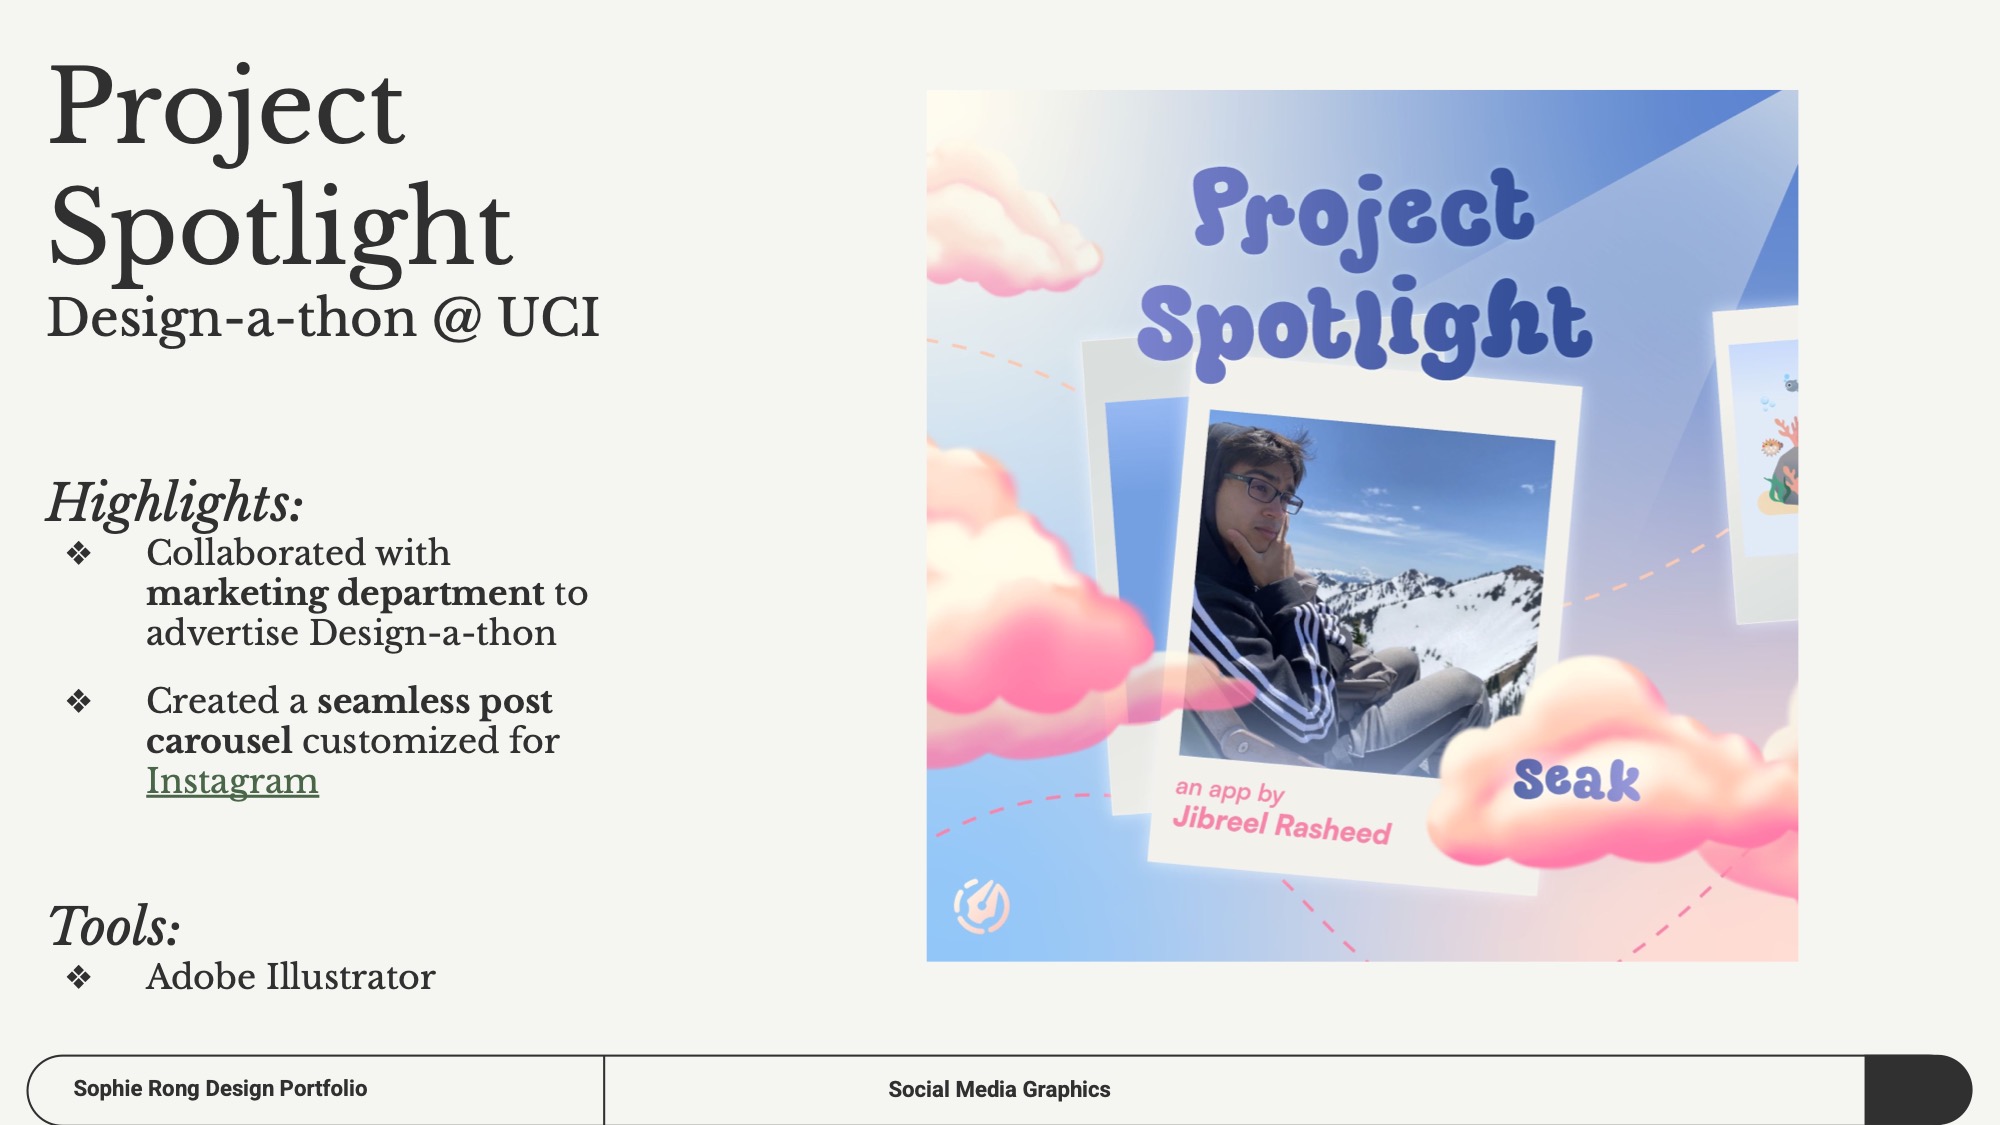 Project
Spotlight
Design-a-thon @ UCI
Highlights:
❖ Collaborated with
marketing department to
advertise Design-a-thon
❖ Created a seamless post
carousel customized for
Instagram
Tools:
❖ Adobe Illustrator
Project
Spotlight
an app by
Jibreel Rasheed
Seak
Sophie Rong Design Portfolio
Social Media Graphics